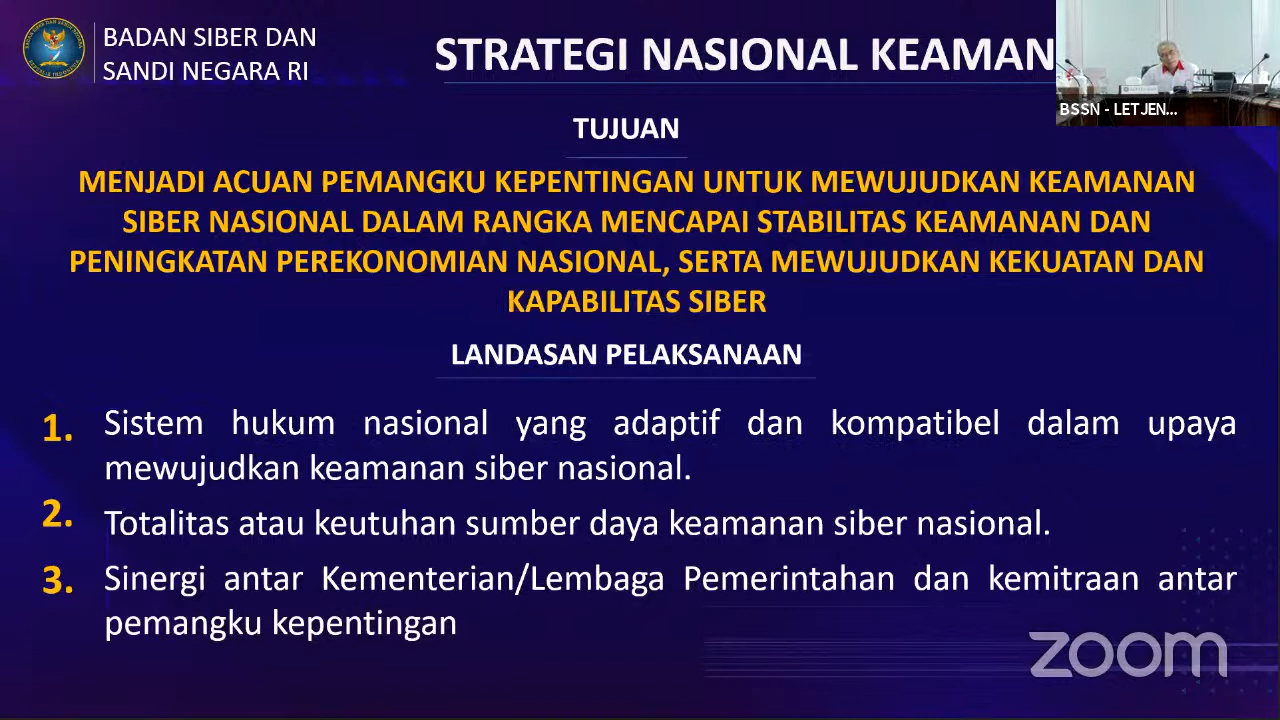 BADAN SIBER DAN
SANDI NEGARA RI
STRATEGI NASIONAL KEAMAN
BSSN - LETJEN...
TUJUAN
MENJADI ACUAN PEMANGKU KEPENTINGAN UNTUK MEWUJUDKAN KEAMANAN
SIBER NASIONAL DALAM RANGKA MENCAPAI STABILITAS KEAMANAN DAN
PENINGKATAN PEREKONOMIAN NASIONAL, SERTA MEWUJUDKAN KEKUATAN DAN
KAPABILITAS SIBER
LANDASAN PELAKSANAAN
1. Sistem hukum nasional yang adaptif dan kompatibel dalam upaya
mewujudkan keamanan siber nasional.
2. Totalitas atau keutuhan sumber daya keamanan siber nasional.
3. Sinergi antar Kementerian/Lembaga Pemerintahan dan kemitraan antar
pemangku kepentingan
zoom